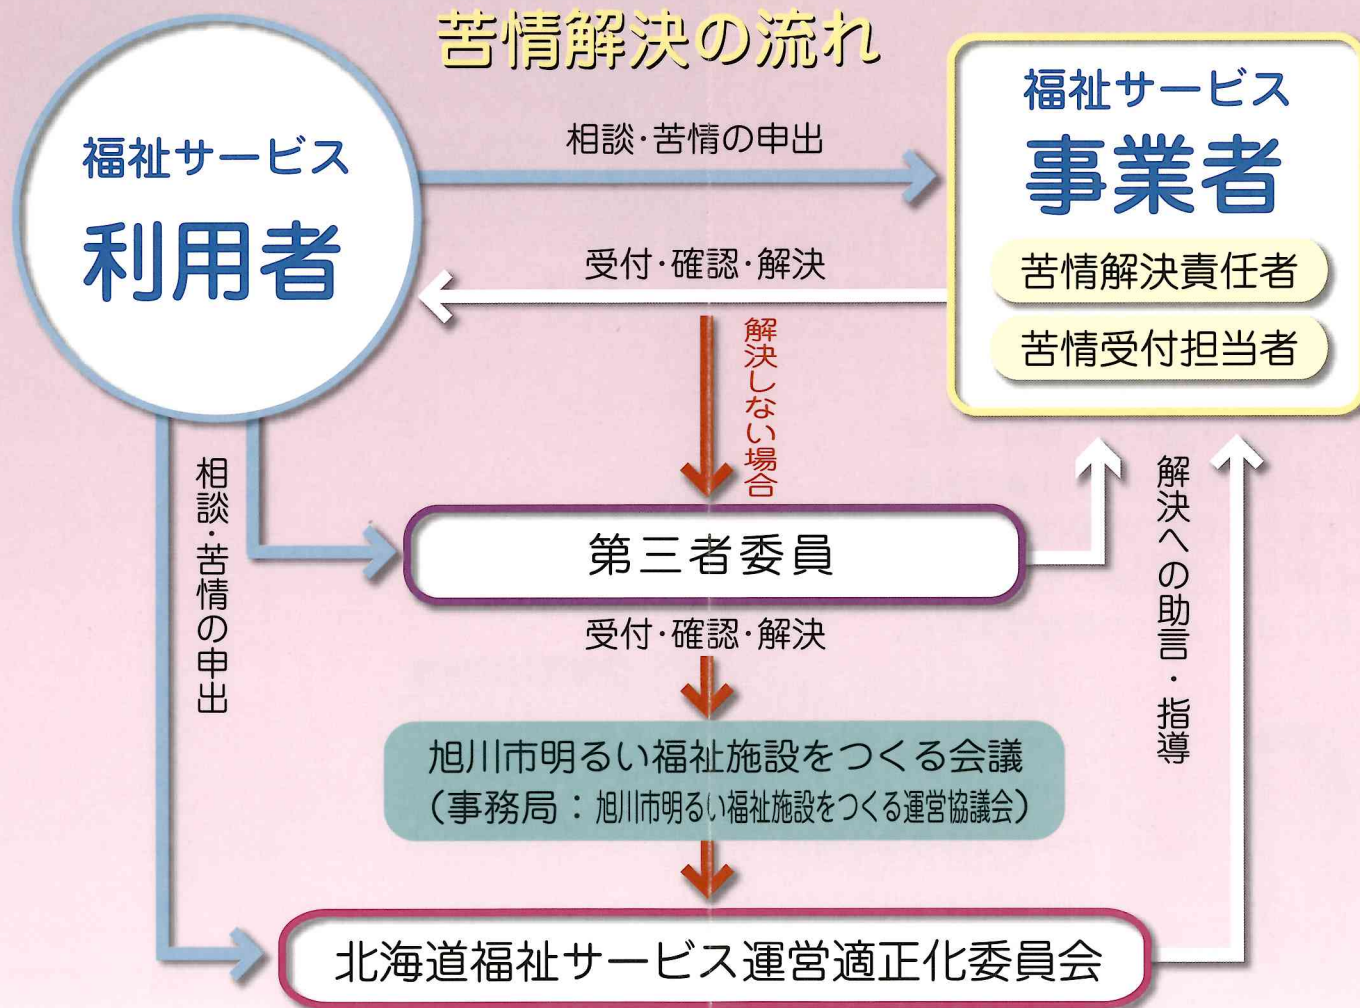 苦情解決の流れ
福祉サービス
利用者
相談・苦情の申出
受付・確認・解決
福祉サービス
事業者
苦情解決責任者
苦情受付担当者
解決しない場合
相談・苦情の申出
第三者委員
受付・確認・解決
解決への助言・指導
旭川市明るい福祉施設をつくる会議
（事務局：旭川市明るい福祉施設をつくる運営協議会）
北海道福祉サービス運営適正化委員会